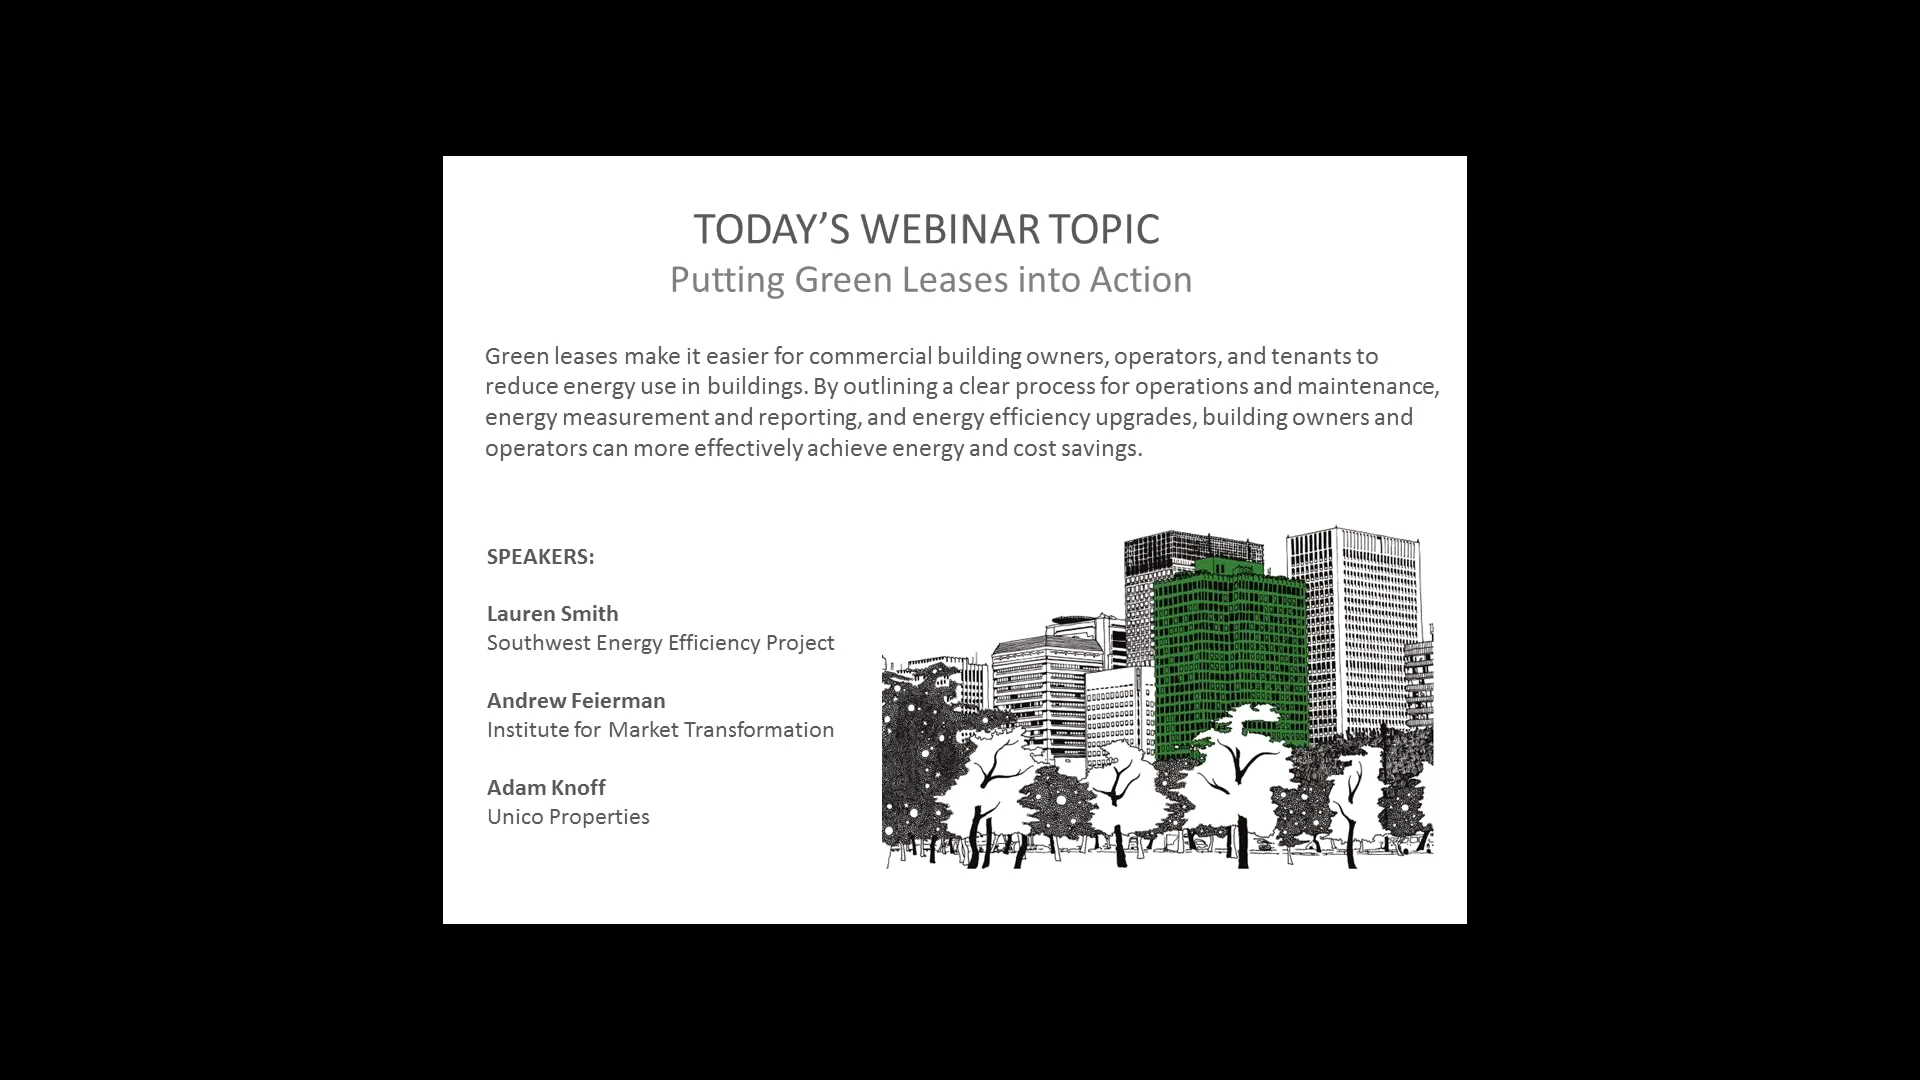 TODAY’S WEBINAR TOPIC
Putting Green Leases into Action
Green leases make it easier for commercial building owners, operators, and tenants to
reduce energy use in buildings. By outlining a clear process for operations and maintenance,
energy measurement and reporting, and energy efficiency upgrades, building owners and
operators can more effectively achieve energy and cost savings.
SPEAKERS:
Lauren Smith
Southwest Energy Efficiency Project
Andrew Feierman
Institute for Market Transformation
Adam Knoff
Unico Properties